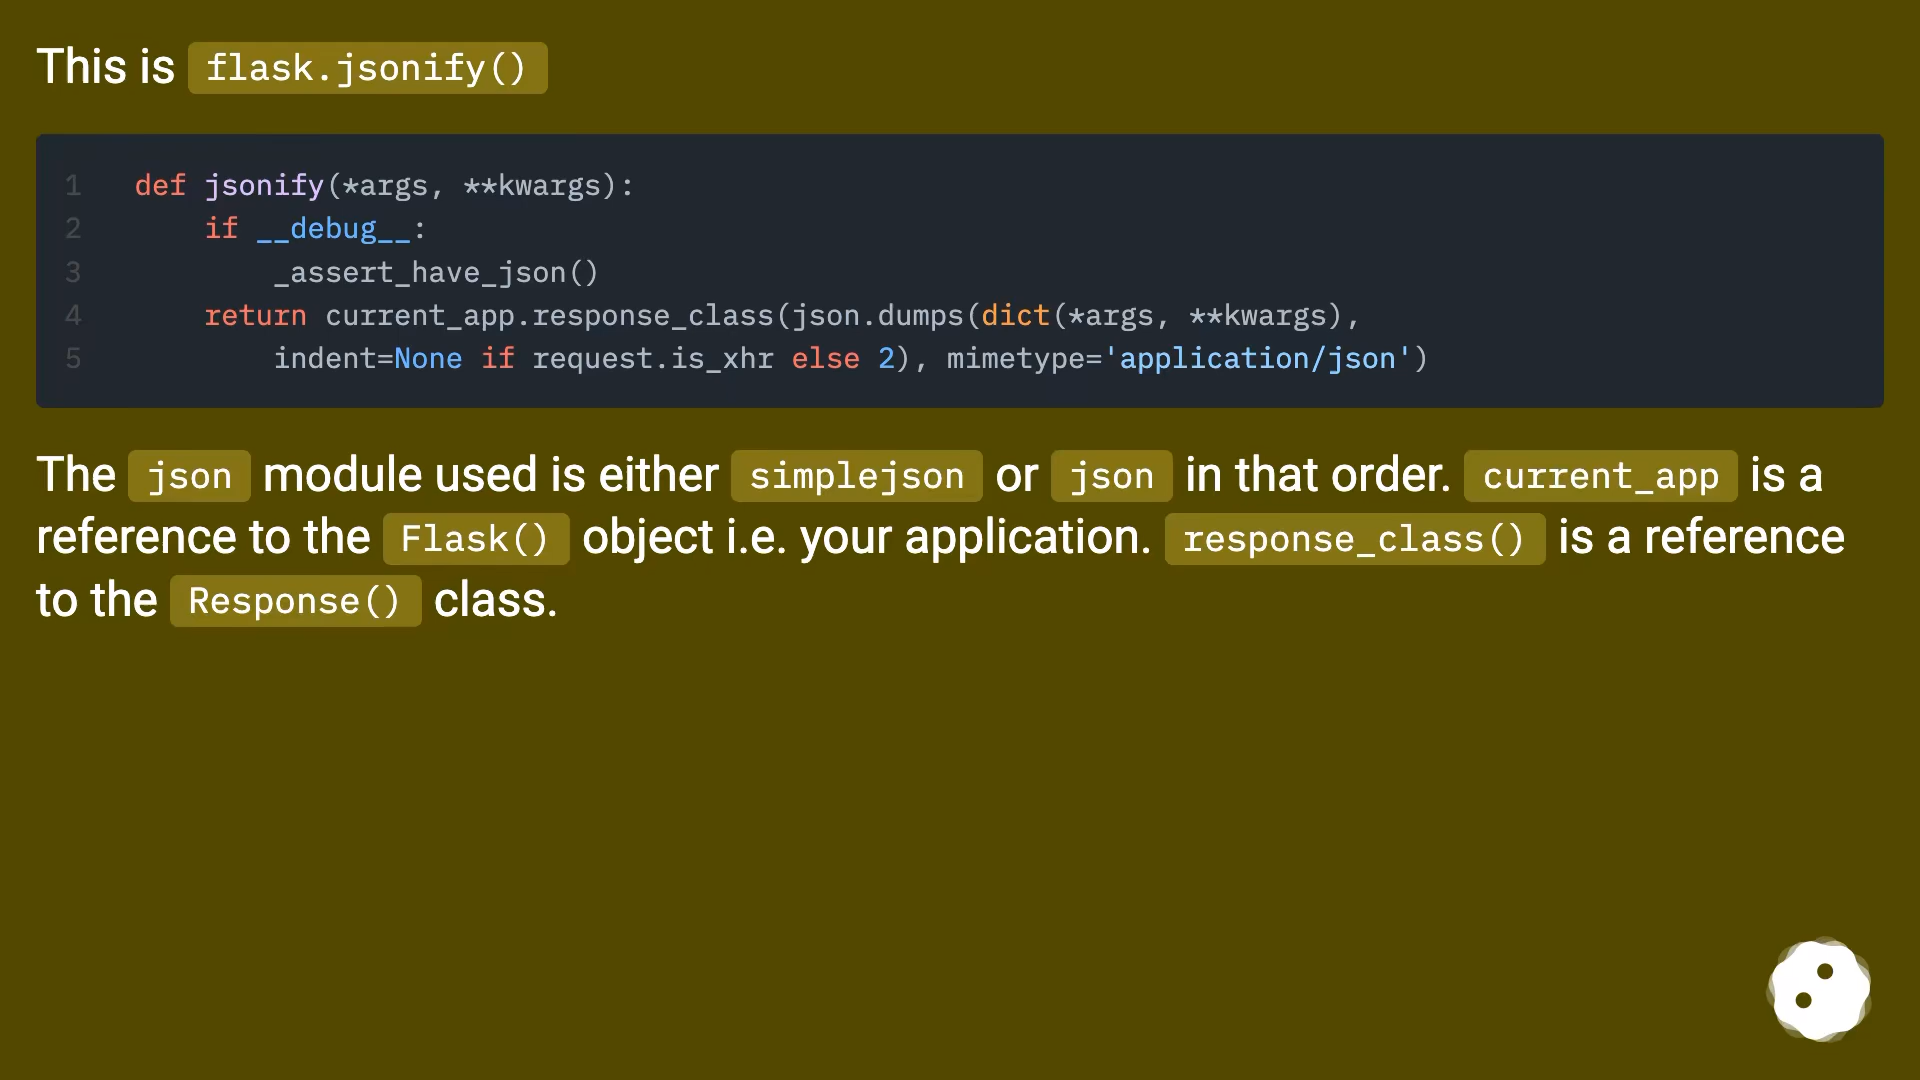 This is flask.jsonify()
1 def jsonify(*args, **kwargs):
2     if __debug__:
3         _assert_have_json()
4     return current_app.response_class(json.dumps(dict(*args, **kwargs),
5         indent=None if request.is_xhr else 2), mimetype='application/json')
The json module used is either simplejson or json in that order. current_app is a
reference to the Flask() object i.e. your application. response_class() is a reference
to the Response() class.